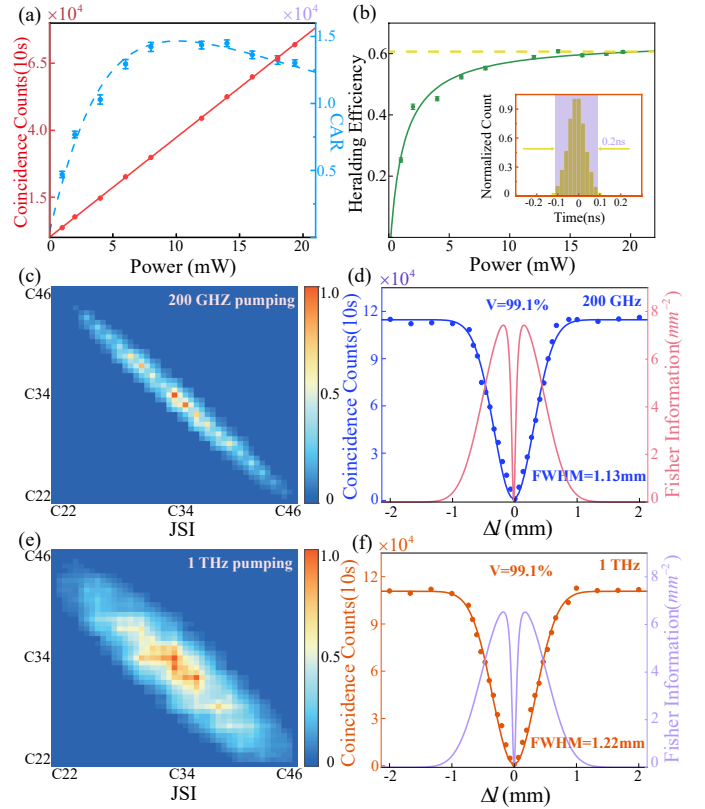 (a)
×10⁴
×10⁴
Coincidence Counts(10s)
6.5
4.0
1.5
1.5
1.0
0.5
0
CAR
0
5
10
15
20
Power (mW)
(b)
Heralding Efficiency
0.6
0.4
0.2
0
5
10
15
20
Power (mW)
Normalized Count
1.0
0.5
0
0.2ns
-0.2
-0.1
0
0.1
0.2
Time(ns)
(c)
C46
C34
C22
200 GHZ pumping
1.0
0.5
0
C22
C34
C46
JSI
(d)
×10⁴
V=99.1%
200 GHz
Coincidence Counts(10s)
12
9
6
3
0
8
6
4
2
0
Fisher Information(mm⁻²)
FWHM=1.13mm
-2
-1
0
1
2
Δl (mm)
(e)
C46
C34
C22
1 THz pumping
1.0
0.5
0
C22
C34
C46
JSI
(f)
×10⁴
V=99.1%
1 THz
Coincidence Counts(10s)
12
9
6
3
0
8
6
4
2
0
Fisher Information(mm⁻²)
FWHM=1.22mm
-2
-1
0
1
2
Δl (mm)